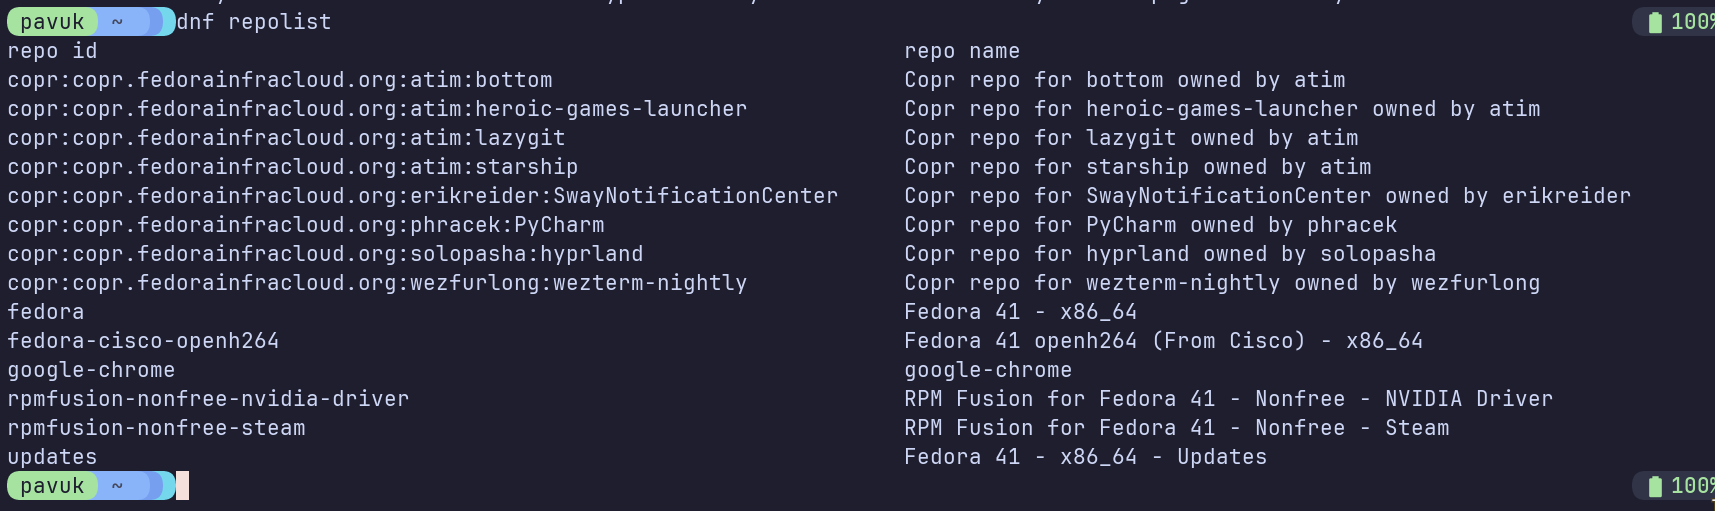 pavuk ~ dnf repolist 100%
repo id repo name
copr:copr.fedorainfracloud.org:atim:bottom Copr repo for bottom owned by atim
copr:copr.fedorainfracloud.org:atim:heroic-games-launcher Copr repo for heroic-games-launcher owned by atim
copr:copr.fedorainfracloud.org:atim:lazygit Copr repo for lazygit owned by atim
copr:copr.fedorainfracloud.org:atim:starship Copr repo for starship owned by atim
copr:copr.fedorainfracloud.org:erikreider:SwayNotificationCenter Copr repo for SwayNotificationCenter owned by erikreider
copr:copr.fedorainfracloud.org:phracek:PyCharm Copr repo for PyCharm owned by phracek
copr:copr.fedorainfracloud.org:solopasha:hyprland Copr repo for hyprland owned by solopasha
copr:copr.fedorainfracloud.org:wezfurlong:wezterm-nightly Copr repo for wezterm-nightly owned by wezfurlong
fedora Fedora 41 - x86_64
fedora-cisco-openh264 Fedora 41 openh264 (From Cisco) - x86_64
google-chrome google-chrome
rpmfusion-nonfree-nvidia-driver RPM Fusion for Fedora 41 - Nonfree - NVIDIA Driver
rpmfusion-nonfree-steam RPM Fusion for Fedora 41 - Nonfree - Steam
updates Fedora 41 - x86_64 - Updates
pavuk ~ 100%